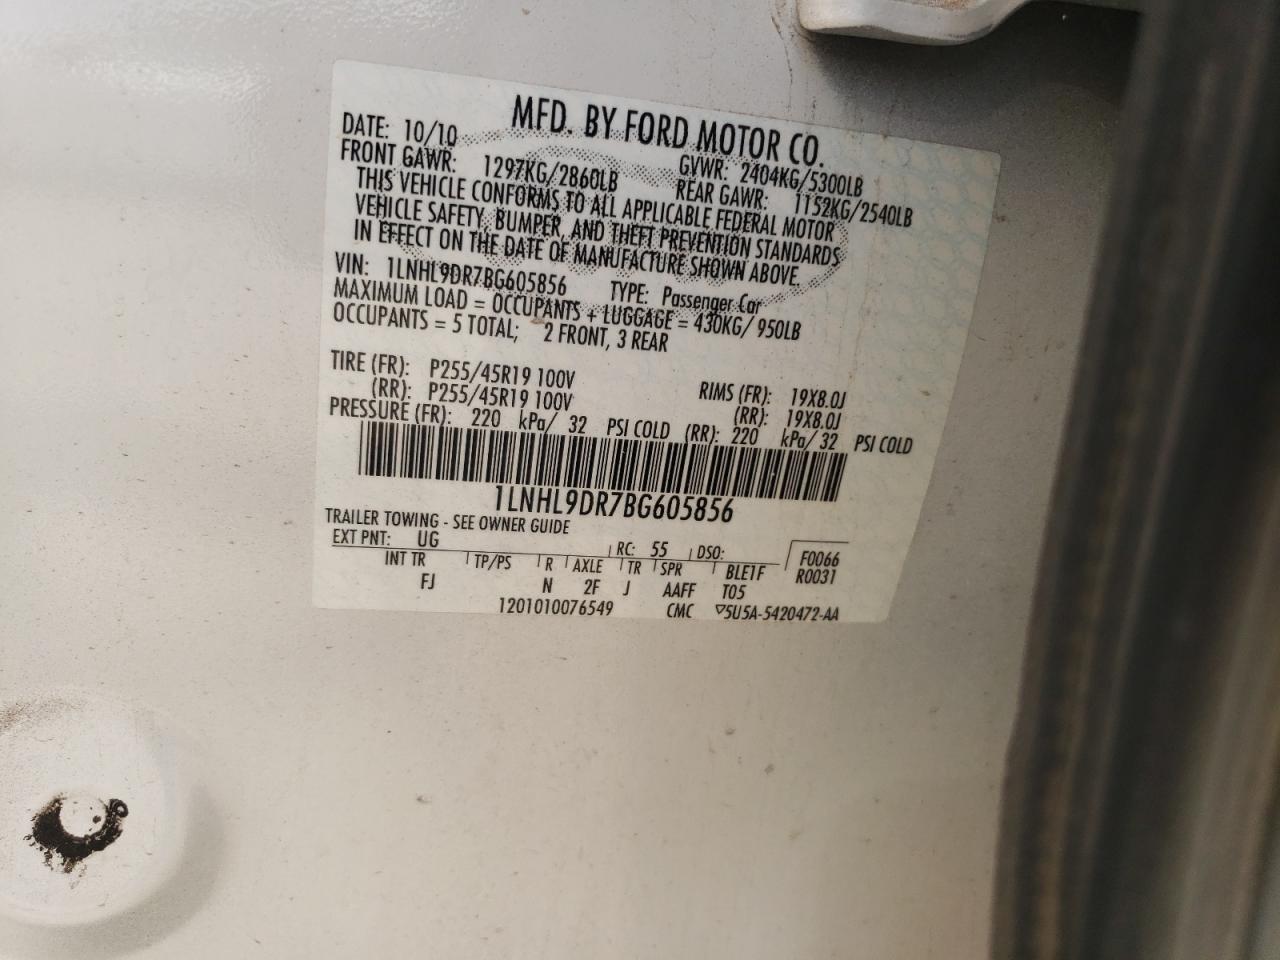 MFD. BY FORD MOTOR CO.
DATE: 10/10 GVWR: 2404KG/5300LB
FRONT GAWR: 1297KG/2860LB REAR GAWR: 1152KG/2540LB
THIS VEHICLE CONFORMS TO ALL APPLICABLE FEDERAL MOTOR
VEHICLE SAFETY, BUMPER, AND THEFT PREVENTION STANDARDS
IN EFFECT ON THE DATE OF MANUFACTURE SHOWN ABOVE.
VIN: 1LNHL9DR7BG605856 TYPE: Passenger Car
MAXIMUM LOAD = OCCUPANTS + LUGGAGE = 430KG/ 950LB
OCCUPANTS = 5 TOTAL; 2 FRONT, 3 REAR
TIRE (FR): P255/45R19 100V RIMS (FR): 19X8.0J
(RR): P255/45R19 100V (RR): 19X8.0J
PRESSURE (FR): 220 kPa/ 32 PSI COLD (RR): 220 kPa/ 32 PSI COLD
1LNHL9DR7BG605856
TRAILER TOWING - SEE OWNER GUIDE
EXT PNT: UG RC: 55 DSO: F0066
INT TR TP/PS R AXLE TR SPR BLE1F R0031
FJ N 2F J AAFF T05
1201010076549 CMC ▽5U5A-5420472-AA